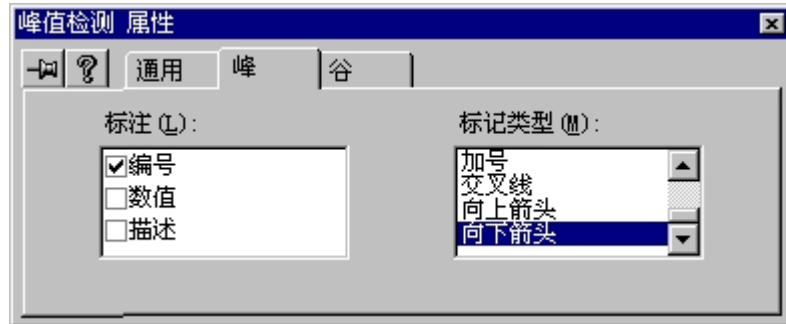 峰值检测 属性
通用 峰 谷
标注(L):
编号
数值
描述
标记类型(M):
加号
交叉线
向上箭头
向下箭头